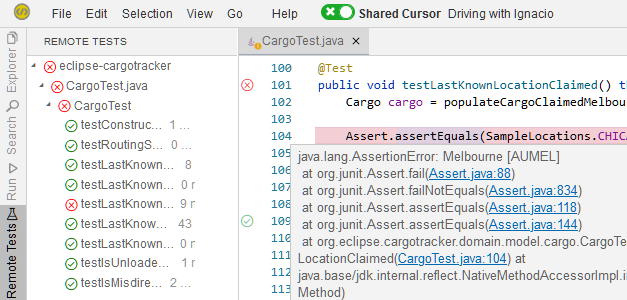 File Edit Selection View Go Help Shared Cursor Driving with Ignacio
Explorer
Search
Run
Remote Tests
REMOTE TESTS
eclipse-cargotracker
CargoTest.java
CargoTest
testConstruc... 1 ...
testRoutingS... 0 ...
testLastKnown... 8
testLastKnown... 0 r
testLastKnown... 9 n
testLastKnown... 43
testLastKnown... 0 r
testIsUnloade... 1 ...
testIsMisdire... 2 ...
CargoTest.java ×
100 @Test
101 public void testLastKnownLocationClaimed() th
102 Cargo cargo = populateCargoClaimedMelbou
103
104 Assert.assertEquals(SampleLocations.CHICA
105
106
107
108
109
110
111
112
113
java.lang.AssertionError: Melbourne [AUMEL]
at org.junit.Assert.fail(Assert.java:88)
at org.junit.Assert.failNotEquals(Assert.java:834)
at org.junit.Assert.assertEquals(Assert.java:118)
at org.junit.Assert.assertEquals(Assert.java:144)
at org.eclipse.cargotracker.domain.model.cargo.CargoTe
LocationClaimed(CargoTest.java:104) at
java.base/jdk.internal.reflect.NativeMethodAccessorImpl.in
Method)